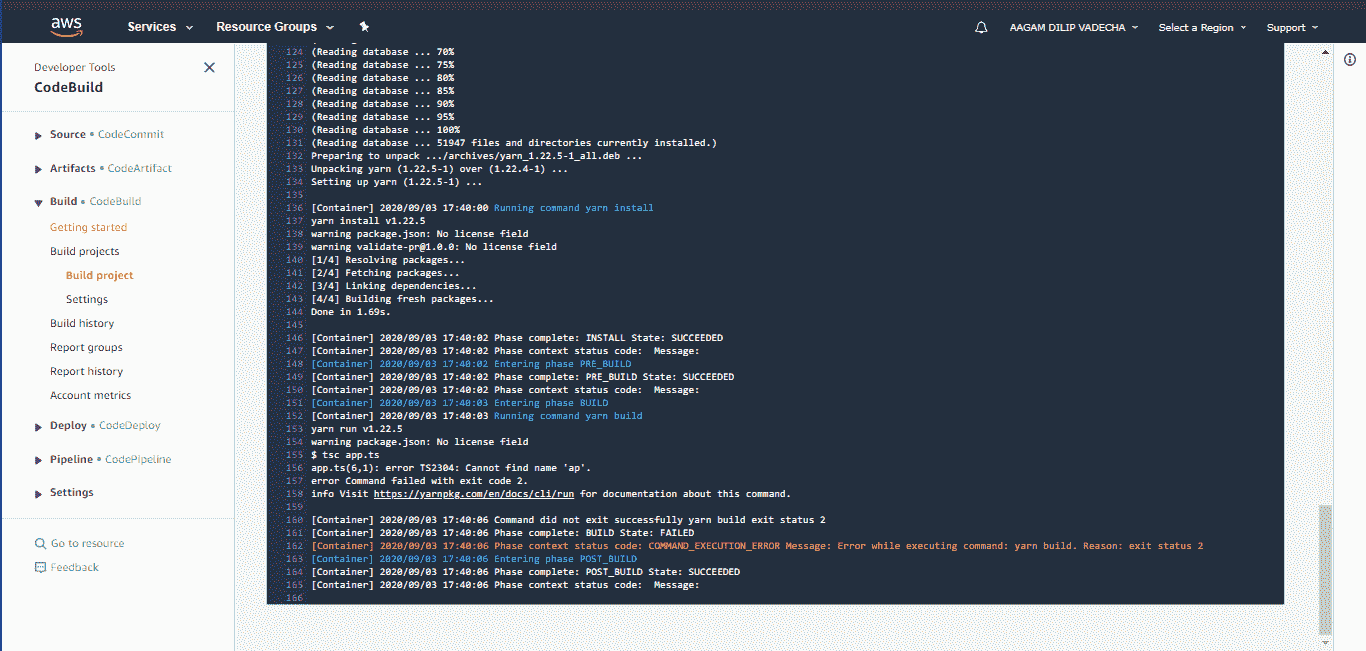 aws
Services
Resource Groups
AAGAM DILIP VADECHA
Select a Region
Support
Developer Tools
CodeBuild
Source • CodeCommit
Artifacts • CodeArtifact
Build • CodeBuild
Getting started
Build projects
Build project
Settings
Build history
Report groups
Report history
Account metrics
Deploy • CodeDeploy
Pipeline • CodePipeline
Settings
Go to resource
Feedback
124 (Reading database ... 70%
125 (Reading database ... 75%
126 (Reading database ... 80%
127 (Reading database ... 85%
128 (Reading database ... 90%
129 (Reading database ... 95%
130 (Reading database ... 100%
131 (Reading database ... 51947 files and directories currently installed.)
132 Preparing to unpack .../archives/yarn_1.22.5-1_all.deb ...
133 Unpacking yarn (1.22.5-1) over (1.22.4-1) ...
134 Setting up yarn (1.22.5-1) ...
135
136 [Container] 2020/09/03 17:40:00 Running command yarn install
137 yarn install v1.22.5
138 warning package.json: No license field
139 warning validate-pr@1.0.0: No license field
140 [1/4] Resolving packages...
141 [2/4] Fetching packages...
142 [3/4] Linking dependencies...
143 [4/4] Building fresh packages...
144 Done in 1.69s.
145
146 [Container] 2020/09/03 17:40:02 Phase complete: INSTALL State: SUCCEEDED
147 [Container] 2020/09/03 17:40:02 Phase context status code:  Message:
148 [Container] 2020/09/03 17:40:02 Entering phase PRE_BUILD
149 [Container] 2020/09/03 17:40:02 Phase complete: PRE_BUILD State: SUCCEEDED
150 [Container] 2020/09/03 17:40:02 Phase context status code:  Message:
151 [Container] 2020/09/03 17:40:03 Entering phase BUILD
152 [Container] 2020/09/03 17:40:03 Running command yarn build
153 yarn run v1.22.5
154 warning package.json: No license field
155 $ tsc app.ts
156 app.ts(6,1): error TS2304: Cannot find name 'ap'.
157 error Command failed with exit code 2.
158 info Visit https://yarnpkg.com/en/docs/cli/run for documentation about this command.
159
160 [Container] 2020/09/03 17:40:06 Command did not exit successfully yarn build exit status 2
161 [Container] 2020/09/03 17:40:06 Phase complete: BUILD State: FAILED
162 [Container] 2020/09/03 17:40:06 Phase context status code: COMMAND_EXECUTION_ERROR Message: Error while executing command: yarn build. Reason: exit status 2
163 [Container] 2020/09/03 17:40:06 Entering phase POST_BUILD
164 [Container] 2020/09/03 17:40:06 Phase complete: POST_BUILD State: SUCCEEDED
165 [Container] 2020/09/03 17:40:06 Phase context status code:  Message:
166